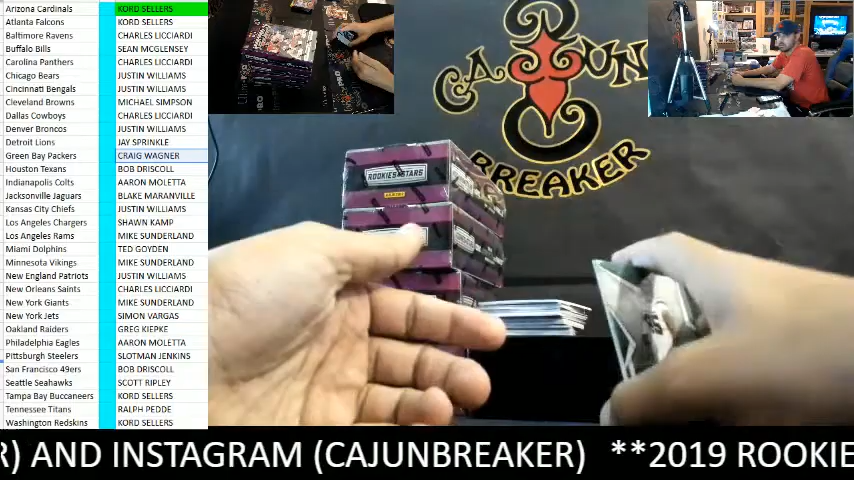 Arizona Cardinals KORD SELLERS
Atlanta Falcons KORD SELLERS
Baltimore Ravens CHARLES LICCIARDI
Buffalo Bills SEAN MCGLENSEY
Carolina Panthers CHARLES LICCIARDI
Chicago Bears JUSTIN WILLIAMS
Cincinnati Bengals JUSTIN WILLIAMS
Cleveland Browns MICHAEL SIMPSON
Dallas Cowboys CHARLES LICCIARDI
Denver Broncos JUSTIN WILLIAMS
Detroit Lions JAY SPRINKLE
Green Bay Packers CRAIG WAGNER
Houston Texans BOB DRISCOLL
Indianapolis Colts AARON MOLETTA
Jacksonville Jaguars BLAKE MARANVILLE
Kansas City Chiefs JUSTIN WILLIAMS
Los Angeles Chargers SHAWN KAMP
Los Angeles Rams MIKE SUNDERLAND
Miami Dolphins TED GOYDEN
Minnesota Vikings MIKE SUNDERLAND
New England Patriots JUSTIN WILLIAMS
New Orleans Saints CHARLES LICCIARDI
New York Giants MIKE SUNDERLAND
New York Jets SIMON VARGAS
Oakland Raiders GREG KIEPKE
Philadelphia Eagles AARON MOLETTA
Pittsburgh Steelers SLOTMAN JENKINS
San Francisco 49ers BOB DRISCOLL
Seattle Seahawks SCOTT RIPLEY
Tampa Bay Buccaneers KORD SELLERS
Tennessee Titans RALPH PEDDE
Washington Redskins KORD SELLERS
CAJUN
BREAKER
ROOKIES & STARS
PANINI
R) AND INSTAGRAM (CAJUNBREAKER) **2019 ROOKIE